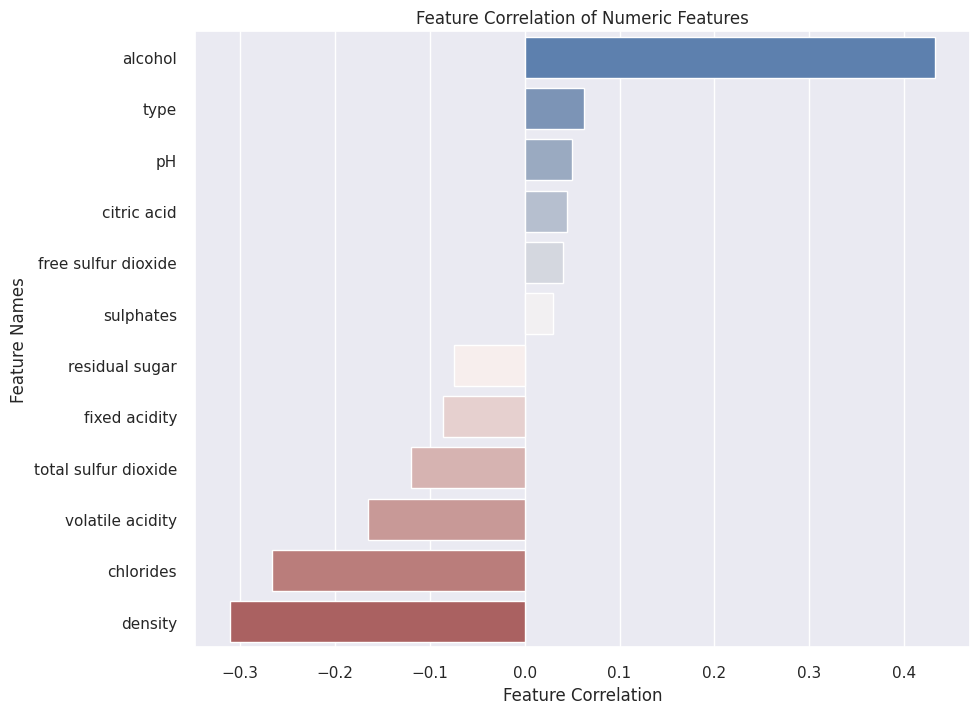 Feature Correlation of Numeric Features
alcohol
type
pH
citric acid
free sulfur dioxide
sulphates
residual sugar
fixed acidity
total sulfur dioxide
volatile acidity
chlorides
density
Feature Names
−0.3 −0.2 −0.1 0.0 0.1 0.2 0.3 0.4
Feature Correlation